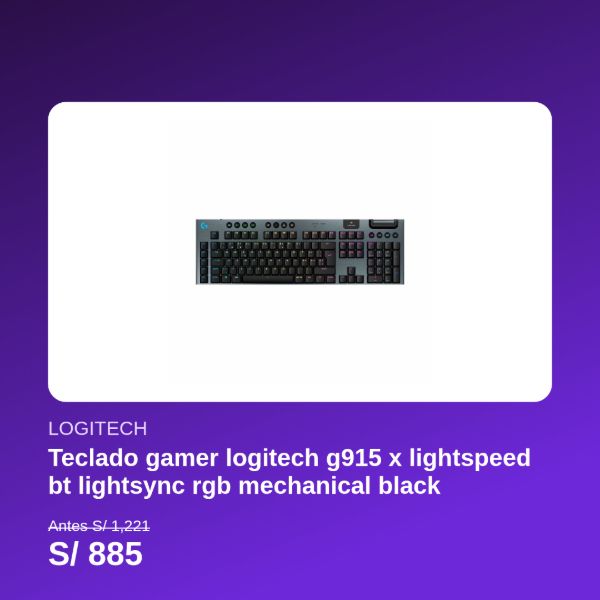 LOGITECH
Teclado gamer logitech g915 x lightspeed
bt lightsync rgb mechanical black
Antes S/ 1,221
S/ 885